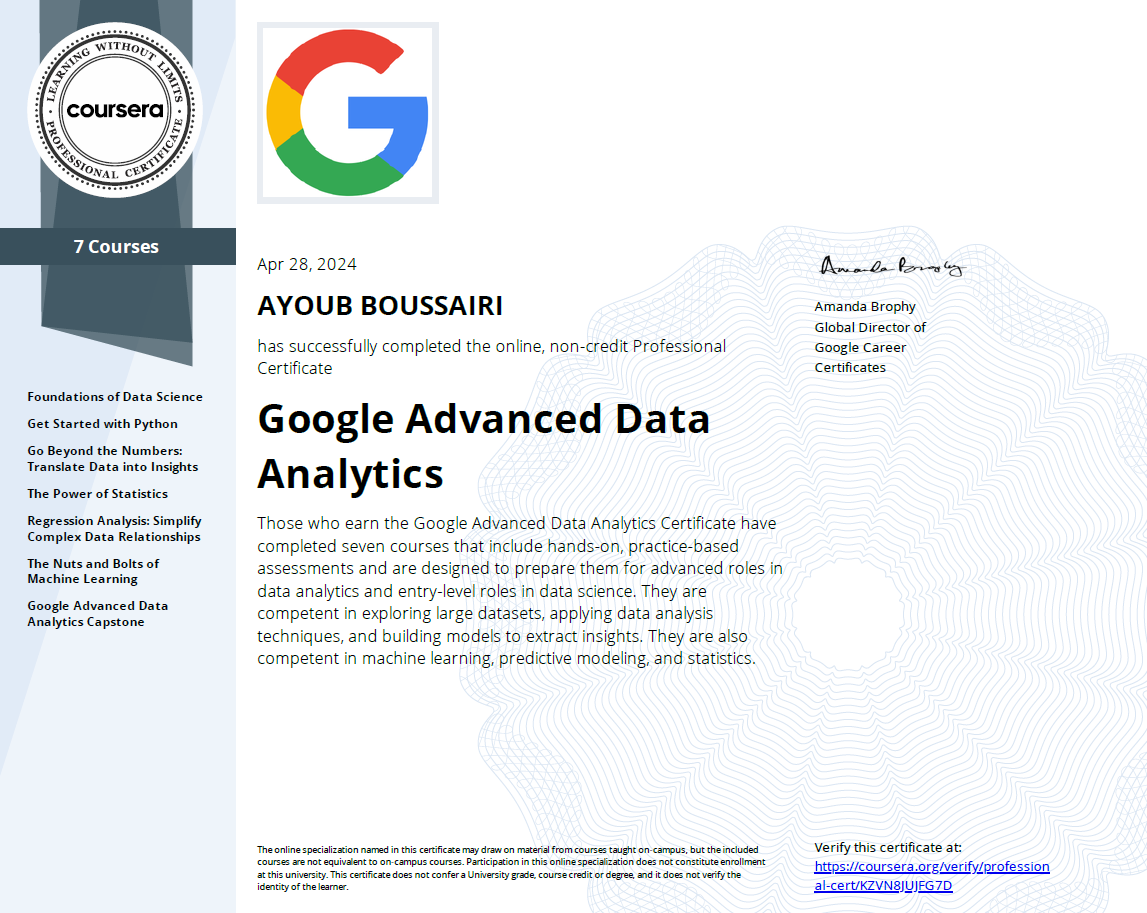 LEARNING WITHOUT LIMITS
coursera
PROFESSIONAL CERTIFICATE
7 Courses
Foundations of Data Science
Get Started with Python
Go Beyond the Numbers:
Translate Data into Insights
The Power of Statistics
Regression Analysis: Simplify
Complex Data Relationships
The Nuts and Bolts of
Machine Learning
Google Advanced Data
Analytics Capstone
G
Apr 28, 2024
AYOUB BOUSSAIRI
has successfully completed the online, non-credit Professional
Certificate
Google Advanced Data
Analytics
Those who earn the Google Advanced Data Analytics Certificate have
completed seven courses that include hands-on, practice-based
assessments and are designed to prepare them for advanced roles in
data analytics and entry-level roles in data science. They are
competent in exploring large datasets, applying data analysis
techniques, and building models to extract insights. They are also
competent in machine learning, predictive modeling, and statistics.
Amanda Brophy
Amanda Brophy
Global Director of
Google Career
Certificates
The online specialization named in this certificate may draw on material from courses taught on-campus, but the included
courses are not equivalent to on-campus courses. Participation in this online specialization does not constitute enrollment
at this university. This certificate does not confer a University grade, course credit or degree, and it does not verify the
identity of the learner.
Verify this certificate at:
https://coursera.org/verify/profession
al-cert/KZVN8JUJFG7D